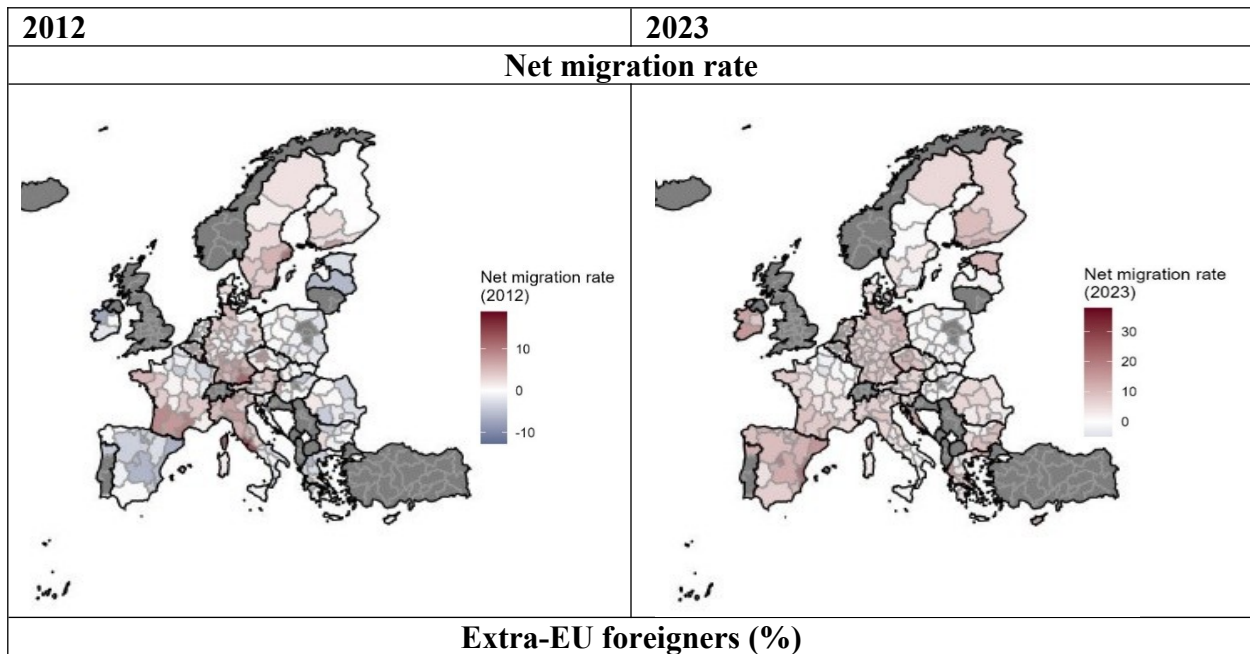 2012
2023
Net migration rate
Net migration rate
(2012)
10
0
-10
Net migration rate
(2023)
30
20
10
0
Extra-EU foreigners (%)